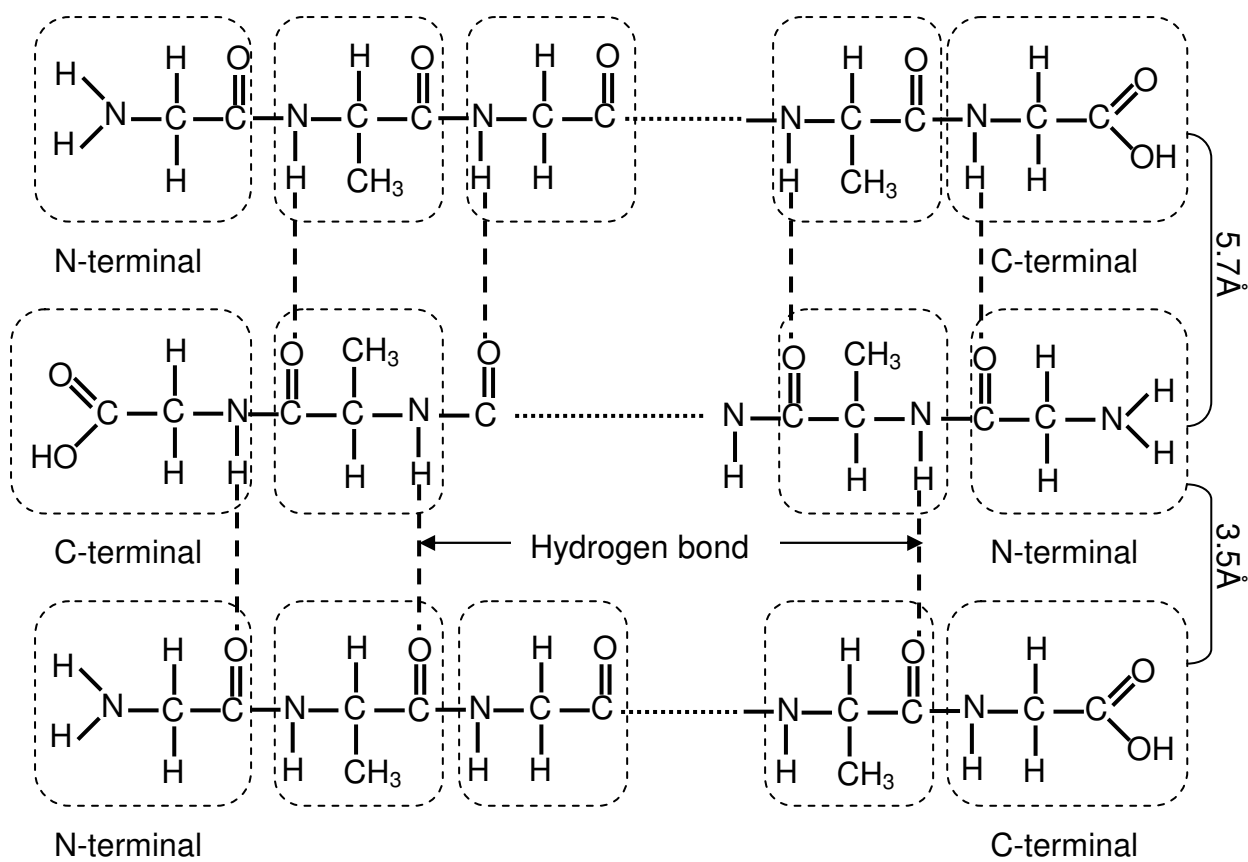 H O H O H O H O H
H O
N C C N C C N C C N C C N C C
H OH
H H CH₃ H H H CH₃ H H
N-terminal C-terminal
5.7Å
H O CH₃ O O CH₃ O H
O H
C C N C C N C N C C N C C N
HO H
H H H H H H H H
C-terminal Hydrogen bond N-terminal
3.5Å
H O H O H O H O H
H O
N C C N C C N C C N C C N C C
H OH
H H CH₃ H H H CH₃ H H
N-terminal C-terminal